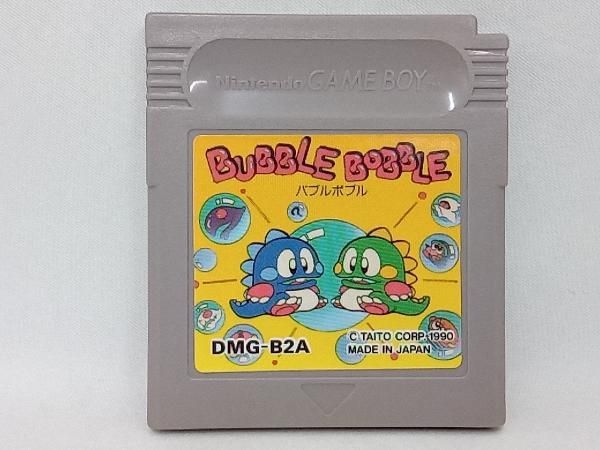 Nintendo GAME BOY
BUBBLE BOBBLE
バブルボブル
DMG-B2A
C TAITO CORP.1990
MADE IN JAPAN